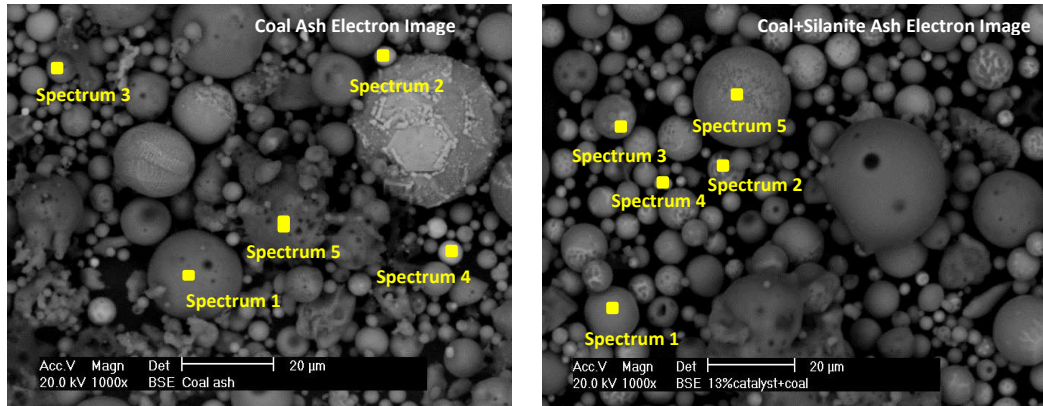 Coal Ash Electron Image
Spectrum 2
Spectrum 3
Spectrum 5
Spectrum 4
Spectrum 1
Acc.V Magn Det 20 µm
20.0 kV 1000x BSE Coal ash
Coal+Silanite Ash Electron Image
Spectrum 5
Spectrum 3
Spectrum 2
Spectrum 4
Spectrum 1
Acc.V Magn Det 20 µm
20.0 kV 1000x BSE 13%catalyst+coal